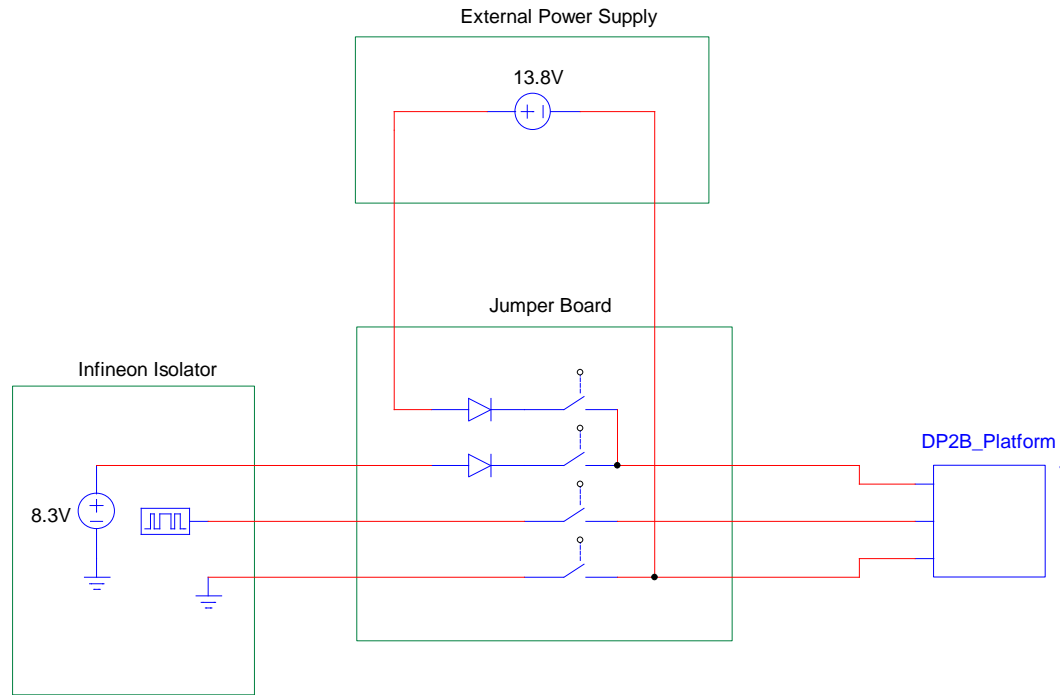 External Power Supply
13.8V
Jumper Board
Infineon Isolator
DP2B_Platform
8.3V